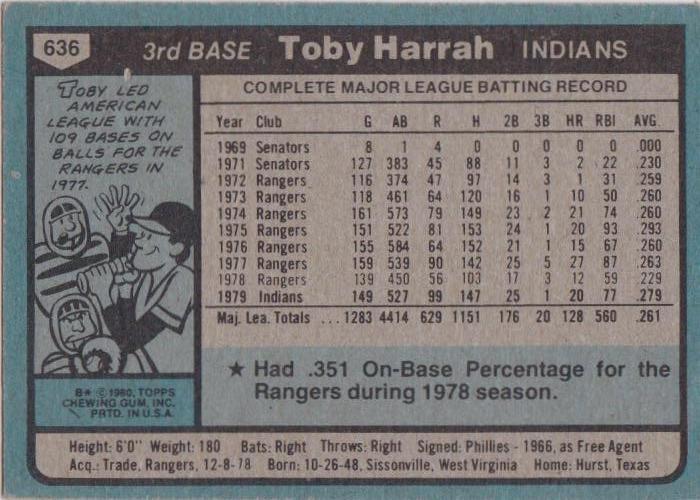 636 3rd BASE Toby Harrah INDIANS
TOBY LED
AMERICAN
LEAGUE WITH
109 BASES ON
BALLS FOR THE
RANGERS IN
1977.
B* © 1980, TOPPS
CHEWING GUM, INC.
PRTD. IN U.S.A.
COMPLETE MAJOR LEAGUE BATTING RECORD
Year Club G AB R H 2B 3B HR RBI AVG.
1969 Senators 8 1 4 0 0 0 0 0 .000
1971 Senators 127 383 45 88 11 3 2 22 .230
1972 Rangers 116 374 47 97 14 3 1 31 .259
1973 Rangers 118 461 64 120 16 1 10 50 .260
1974 Rangers 161 573 79 149 23 2 21 74 .260
1975 Rangers 151 522 81 153 24 1 20 93 .293
1976 Rangers 155 584 64 152 21 1 15 67 .260
1977 Rangers 159 539 90 142 25 5 27 87 .263
1978 Rangers 139 450 56 103 17 3 12 59 .229
1979 Indians 149 527 99 147 25 1 20 77 .279
Maj. Lea. Totals ... 1283 4414 629 1151 176 20 128 560 .261
★ Had .351 On-Base Percentage for the
Rangers during 1978 season.
Height: 6'0" Weight: 180 Bats: Right Throws: Right Signed: Phillies - 1966, as Free Agent
Acq.: Trade, Rangers, 12-8-78 Born: 10-26-48, Sissonville, West Virginia Home: Hurst, Texas